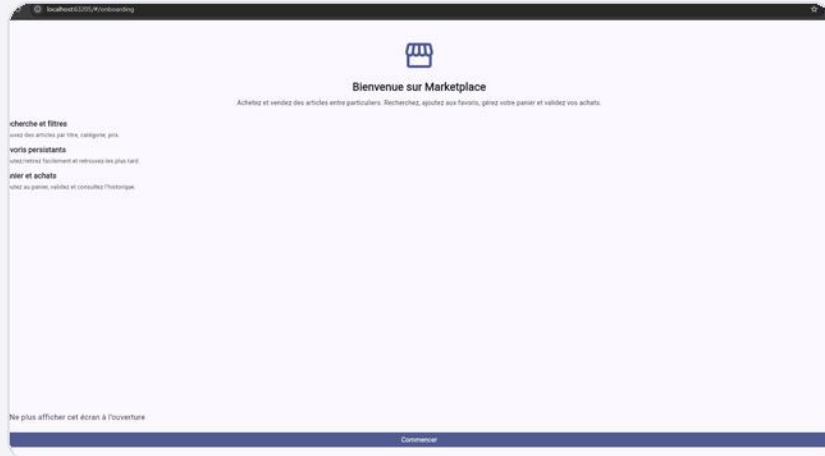 localhost:63205/#/onboarding
Bienvenue sur Marketplace
Achetez et vendez des articles entre particuliers. Recherchez, ajoutez aux favoris, gérez votre panier et validez vos achats.
cherche et filtres
uvez des articles par titre, catégorie, prix.
voris persistants
utez/retirez facilement et retrouvez-les plus tard.
nier et achats
utez au panier, validez et consultez l'historique.
Ne plus afficher cet écran à l'ouverture
Commencer